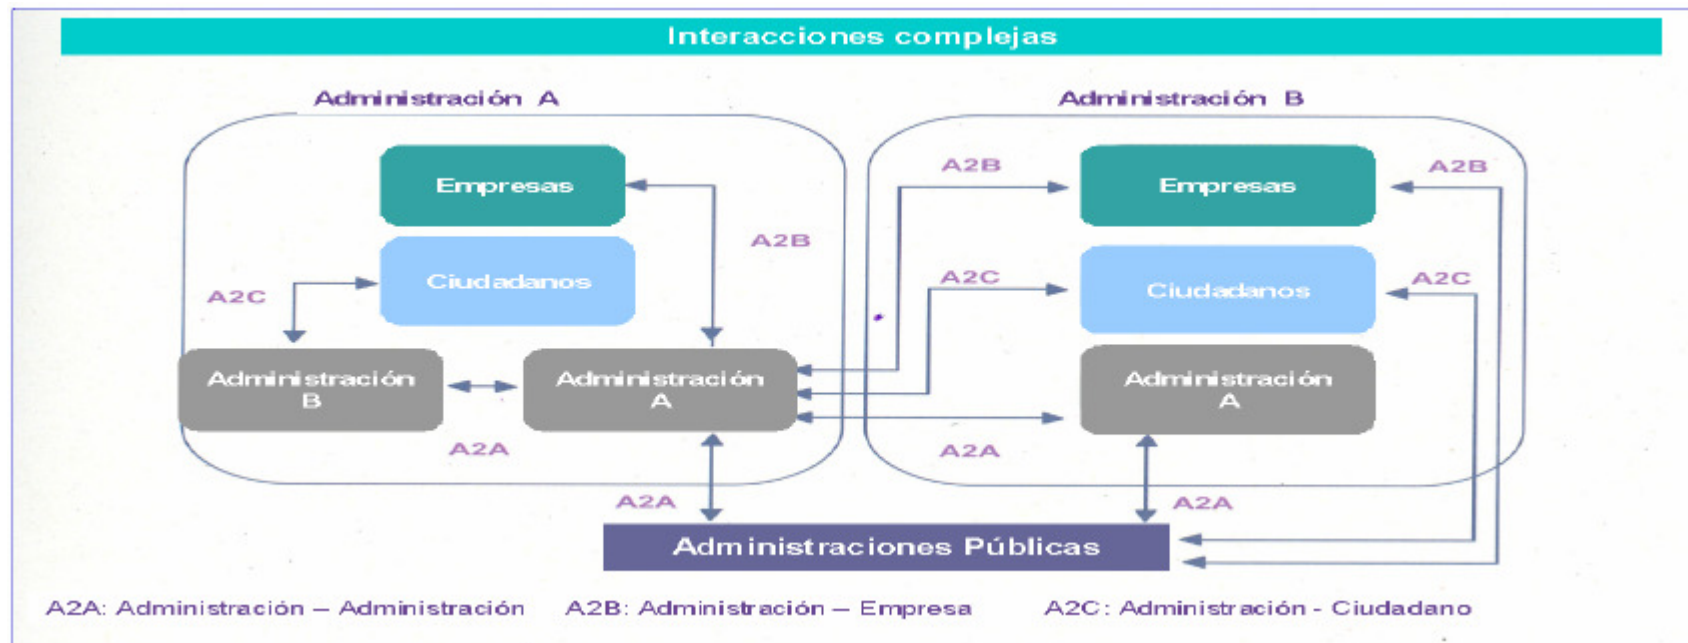 Interacciones complejas
Administración A
Administración B
Empresas
A2B
A2B
Empresas
A2B
Ciudadanos
A2C
A2C
Ciudadanos
A2C
Administración
B
Administración
A
Administración
A
A2A
A2A
A2A
A2A
Administraciones Públicas
A2A: Administración – Administración
A2B: Administración – Empresa
A2C: Administración - Ciudadano